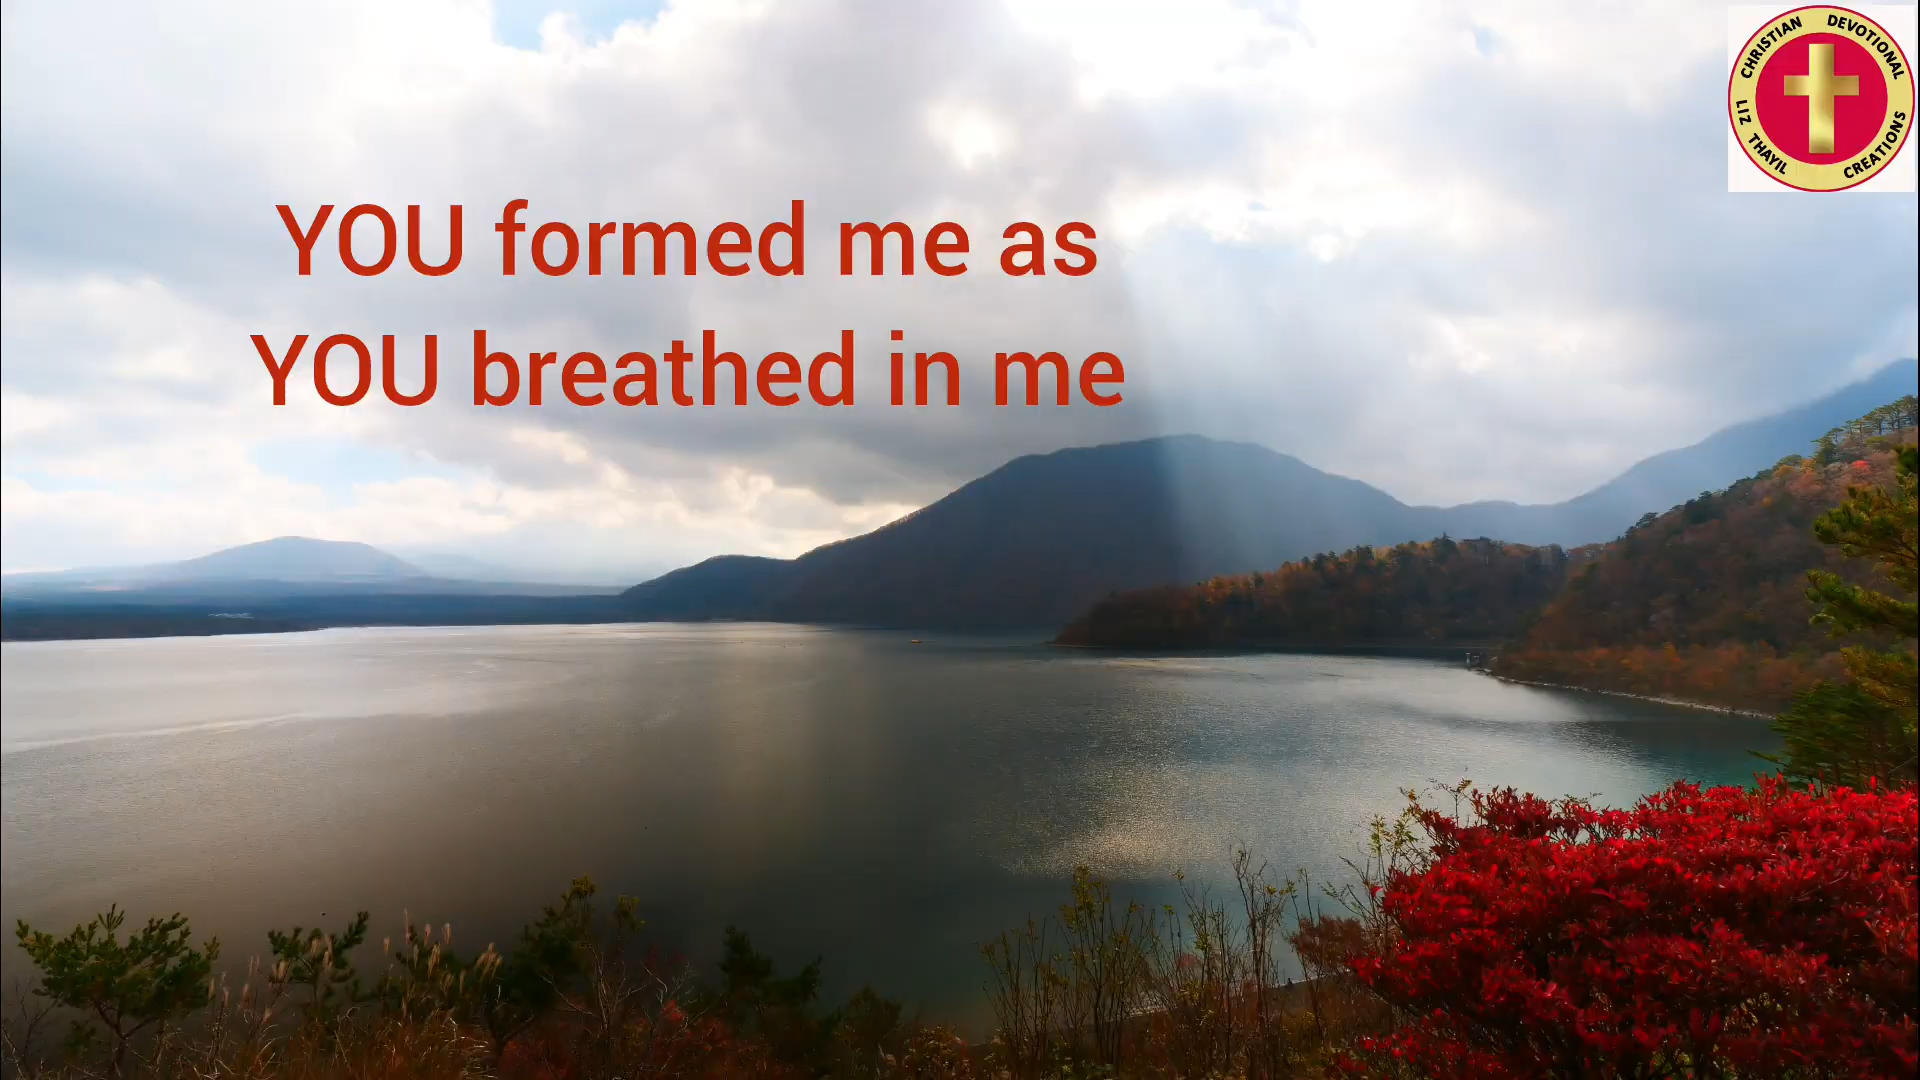 YOU formed me as
YOU breathed in me
CHRISTIAN DEVOTIONAL
LIZ THAYIL CREATIONS